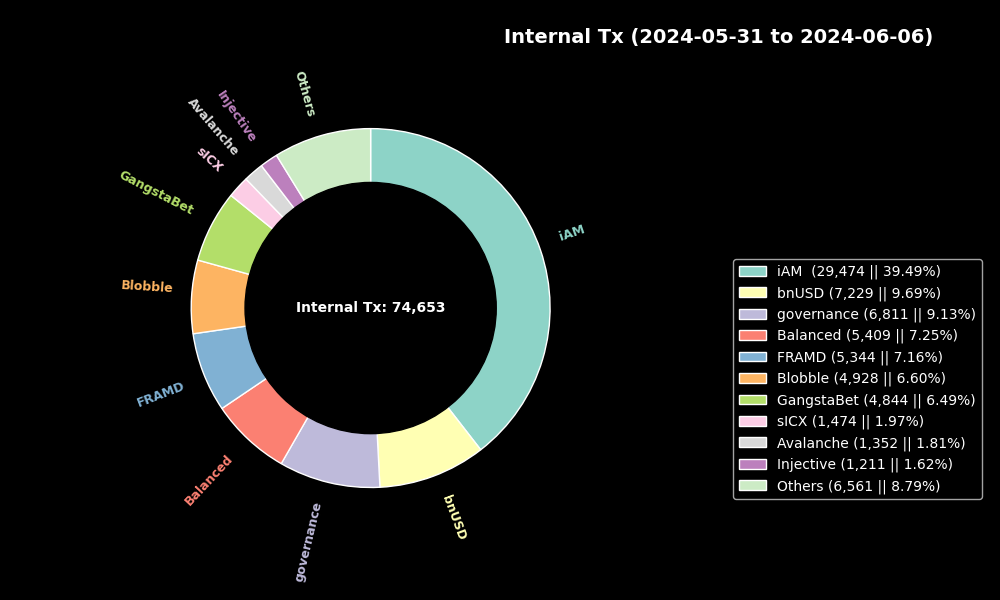 Internal Tx (2024-05-31 to 2024-06-06)
Others
Injective
Avalanche
sICX
GangstaBet
iAM
Blobble
Internal Tx: 74,653
FRAMD
Balanced
bnUSD
governance
iAM  (29,474 || 39.49%)
bnUSD (7,229 || 9.69%)
governance (6,811 || 9.13%)
Balanced (5,409 || 7.25%)
FRAMD (5,344 || 7.16%)
Blobble (4,928 || 6.60%)
GangstaBet (4,844 || 6.49%)
sICX (1,474 || 1.97%)
Avalanche (1,352 || 1.81%)
Injective (1,211 || 1.62%)
Others (6,561 || 8.79%)